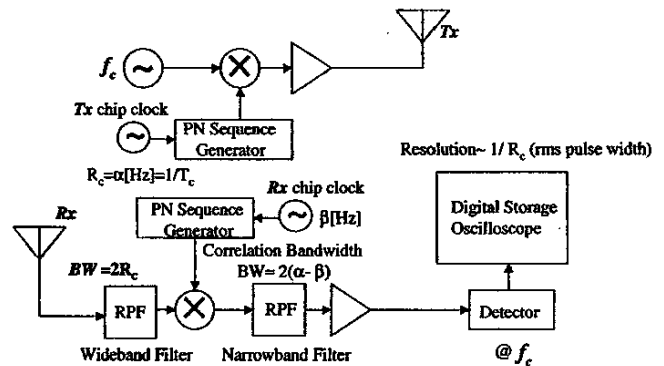 Tx
f_c
~
×
Tx chip clock
~
PN Sequence
Generator
R_c=α[Hz]=1/T_c
Resolution~ 1/ R_c (rms pulse width)
Rx
Rx chip clock
PN Sequence
Generator
~
β[Hz]
Digital Storage
Oscilloscope
Correlation Bandwidth
BW=2R_c
BW= 2(α- β)
RPF
×
RPF
Detector
Wideband Filter
Narrowband Filter
@ f_c